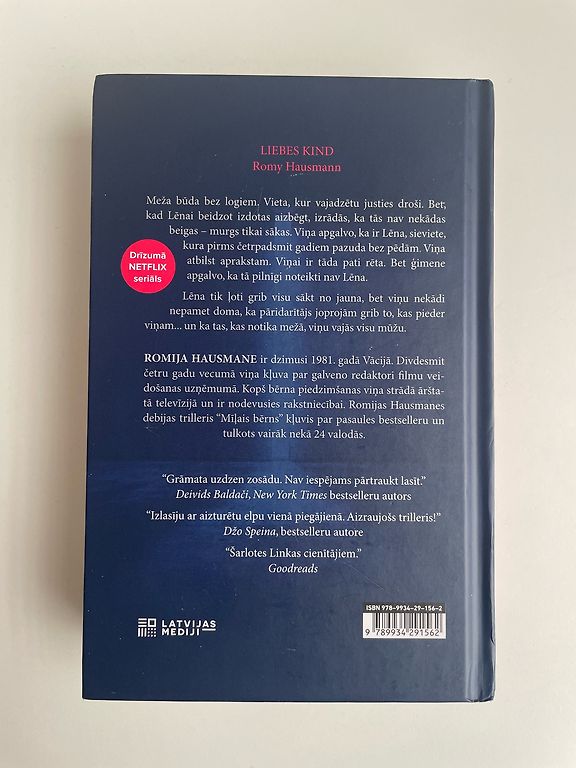 LIEBES KIND
Romy Hausmann
Meža būda bez logiem. Vieta, kur vajadzētu justies droši. Bet,
kad Lēnai beidzot izdotas aizbēgt, izrādās, ka tās nav nekādas
beigas – murgs tikai sākas. Viņa apgalvo, ka ir Lēna, sieviete,
kura pirms četrpadsmit gadiem pazuda bez pēdām. Viņa
atbilst aprakstam. Viņai ir tāda pati rēta. Bet ģimene
apgalvo, ka tā pilnīgi noteikti nav Lēna.
Drīzumā
NETFLIX
seriāls
Lēna tik ļoti grib visu sākt no jauna, bet viņu nekādi
nepamet doma, ka pāridarītājs joprojām grib to, kas pieder
viņam... un ka tas, kas notika mežā, viņu vajās visu mūžu.
ROMIJA HAUSMANE ir dzimusi 1981. gadā Vācijā. Divdesmit
četru gadu vecumā viņa kļuva par galveno redaktori filmu vei-
došanas uzņēmumā. Kopš bērna piedzimšanas viņa strādā āršta-
tā televīzijā un ir nodevusies rakstniecībai. Romijas Hausmanes
debijas trilleris “Mīļais bērns” kļuvis par pasaules bestselleru un
tulkots vairāk nekā 24 valodās.
“Grāmata uzdzen zosādu. Nav iespējams pārtraukt lasīt.”
Deivids Baldači, New York Times bestselleru autors
“Izlasīju ar aizturētu elpu vienā piegājienā. Aizraujošs trilleris!”
Džo Speina, bestselleru autore
“Šarlotes Linkas cienītājiem.”
Goodreads
LATVIJAS
MEDIJI
ISBN 978-9934-29-156-2
9 789934 291562